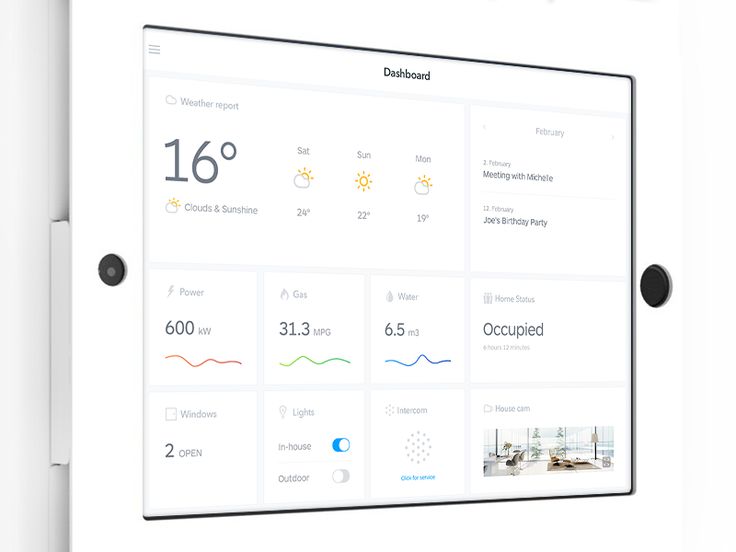 Dashboard
Weather report
16°
Clouds & Sunshine
Sat
24°
Sun
22°
Mon
19°
February
2. February
Meeting with Michelle
12. February
Joe's Birthday Party
Power
600 kW
Gas
31.3 MPG
Water
6.5 m3
Home Status
Occupied
6 hours 12 minutes
Windows
2 OPEN
Lights
In-house
Outdoor
Intercom
Click for service
House cam